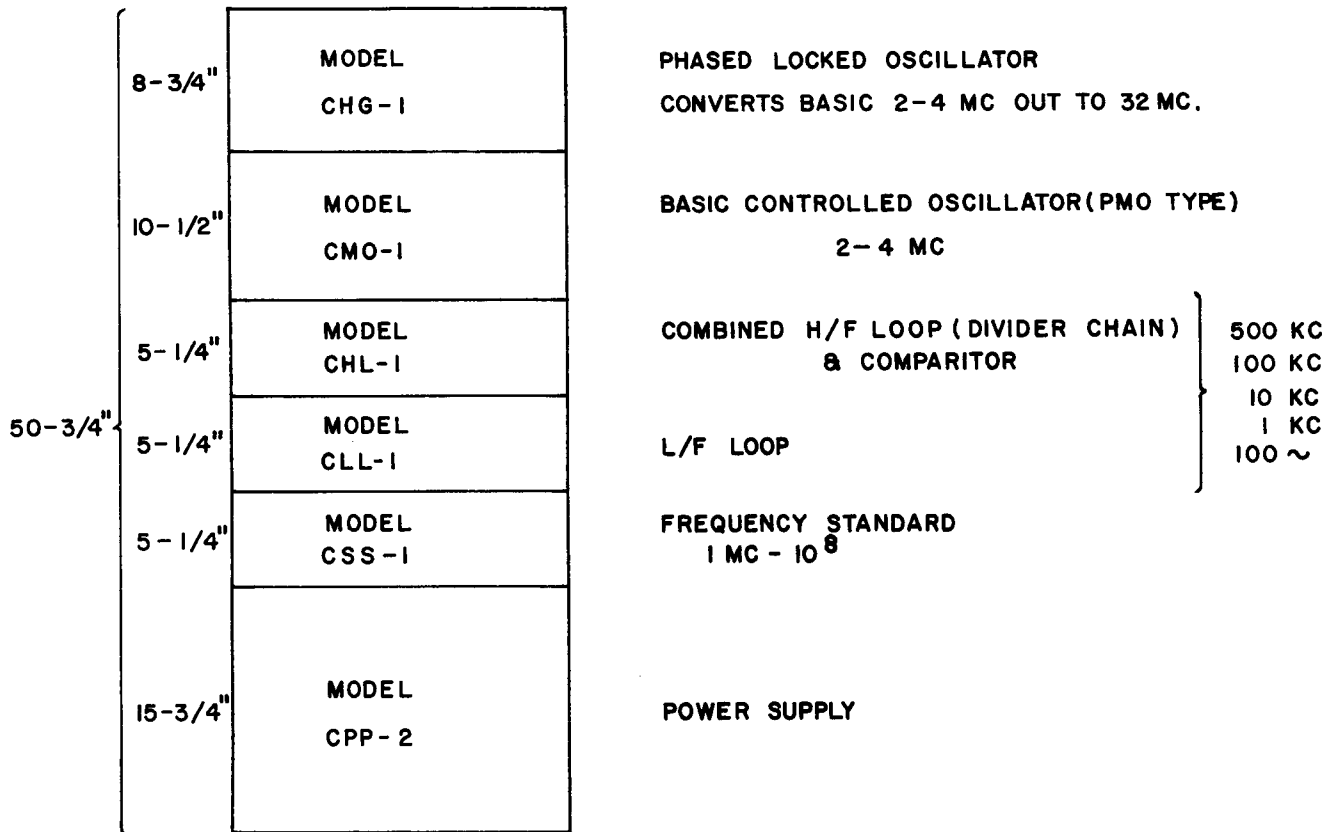 50-3/4"
8-3/4"
MODEL
CHG-1
PHASED LOCKED OSCILLATOR
CONVERTS BASIC 2-4 MC OUT TO 32 MC.
10-1/2"
MODEL
CMO-1
BASIC CONTROLLED OSCILLATOR (PMO TYPE)
2-4 MC
5-1/4"
MODEL
CHL-1
COMBINED H/F LOOP (DIVIDER CHAIN)
& COMPARITOR
500 KC
100 KC
10 KC
1 KC
100 ~
5-1/4"
MODEL
CLL-1
L/F LOOP
5-1/4"
MODEL
CSS-1
FREQUENCY STANDARD
1 MC - 10⁸
15-3/4"
MODEL
CPP-2
POWER SUPPLY